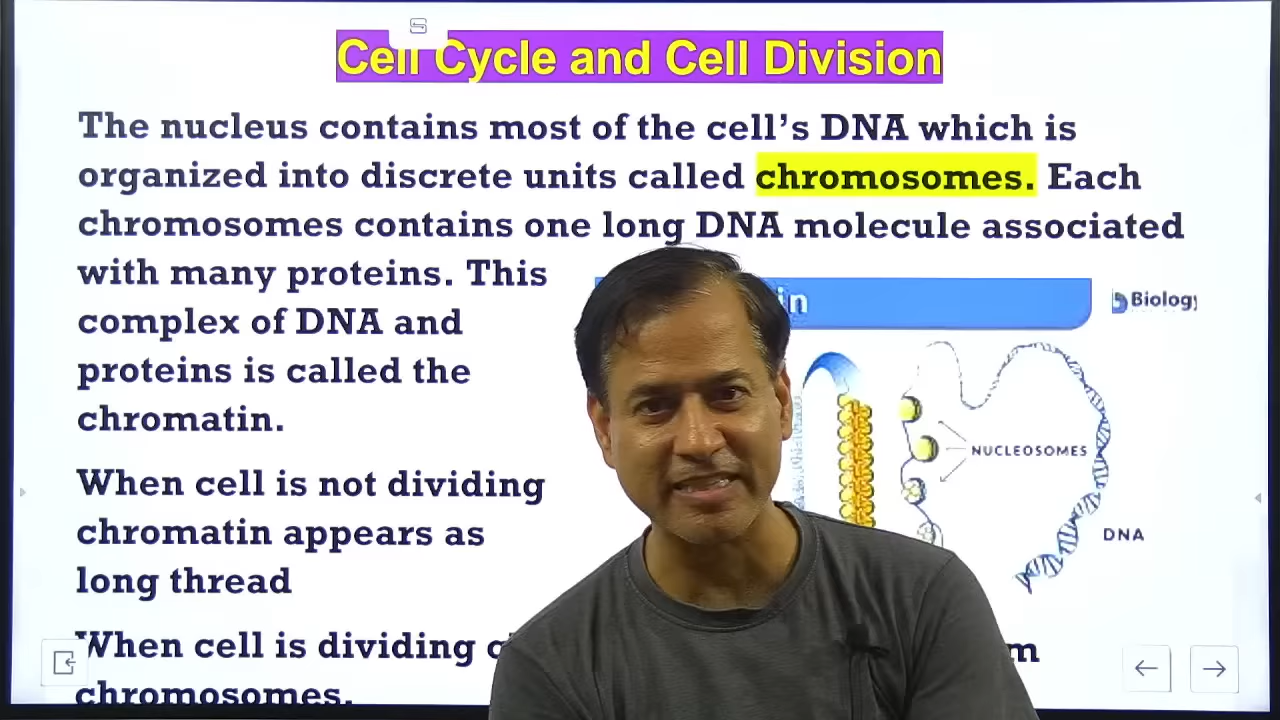 Cell Cycle and Cell Division
The nucleus contains most of the cell's DNA which is
organized into discrete units called chromosomes. Each
chromosomes contains one long DNA molecule associated
with many proteins. This
complex of DNA and
proteins is called the
chromatin.
Biology
NUCLEOSOMES
DNA
When cell is not dividing
chromatin appears as
long thread
When cell is dividing
chromosomes.